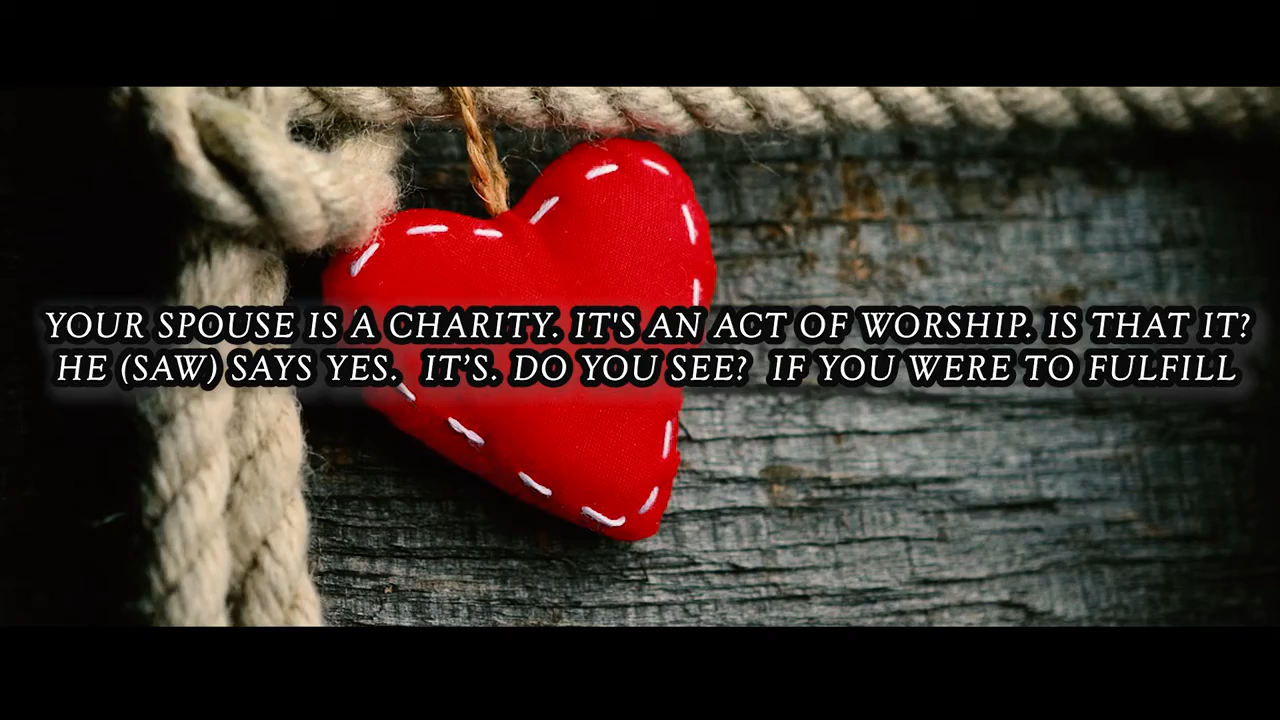 YOUR SPOUSE IS A CHARITY. IT'S AN ACT OF WORSHIP. IS THAT IT?
HE (SAW) SAYS YES.  IT’S. DO YOU SEE?  IF YOU WERE TO FULFILL